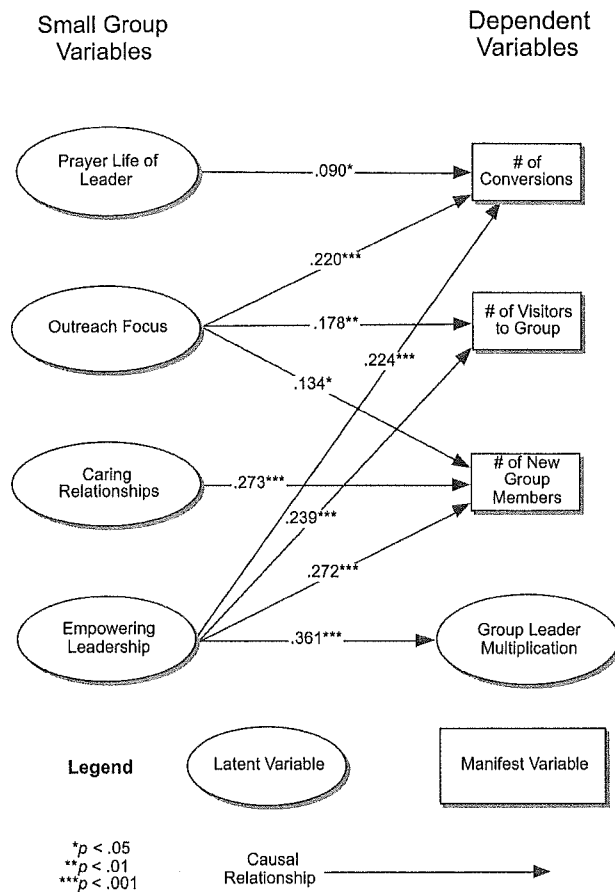 Small Group
Variables
Dependent
Variables
Prayer Life of
Leader
.090*
# of
Conversions
.220***
Outreach Focus
.178**
# of Visitors
to Group
.224***
.134*
Caring
Relationships
.273***
# of New
Group
Members
.239***
.272***
Empowering
Leadership
.361***
Group Leader
Multiplication
Legend
Latent Variable
Manifest Variable
*p < .05
**p < .01
***p < .001
Causal
Relationship